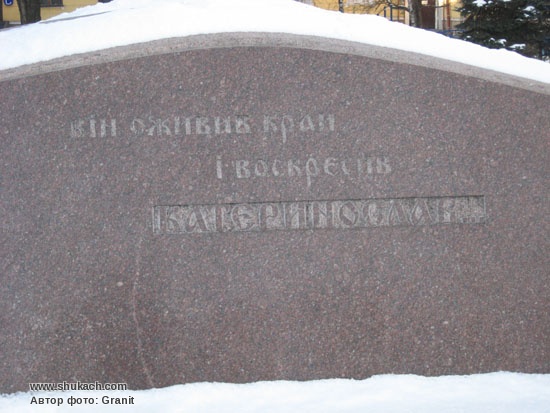 він оживив край
і воскресив
КАТЕРИНОСЛАВ
www.shukach.com
Автор фото: Granit